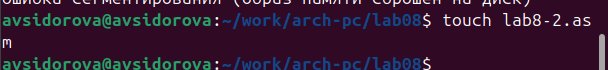 Ошибка сегментирования (образ памяти сброшен на диск)
avsidorova@avsidorova:~/work/arch-pc/lab08$ touch lab8-2.as
m
avsidorova@avsidorova:~/work/arch-pc/lab08$